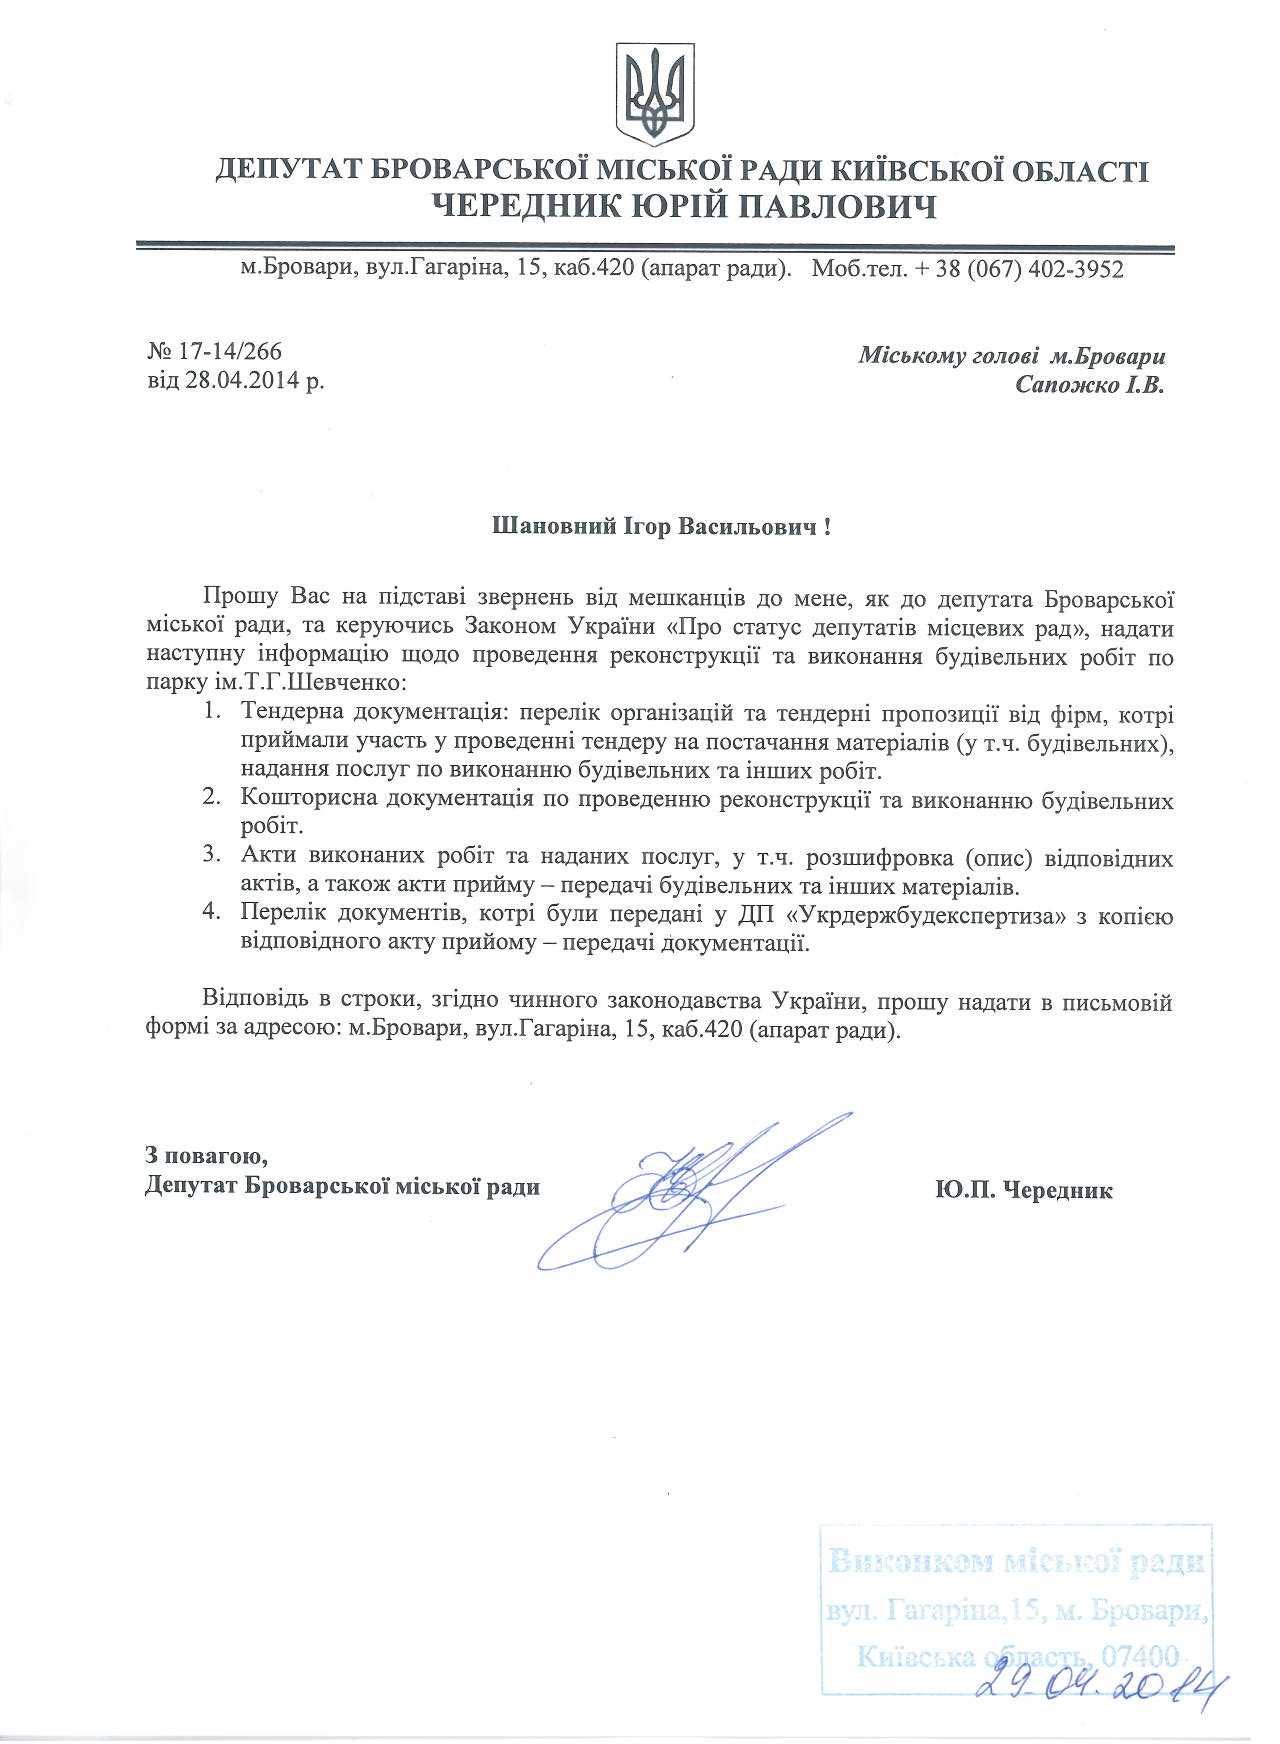 ДЕПУТАТ БРОВАРСЬКОЇ МІСЬКОЇ РАДИ КИЇВСЬКОЇ ОБЛАСТІ
ЧЕРЕДНИК ЮРІЙ ПАВЛОВИЧ
м.Бровари, вул.Гагаріна, 15, каб.420 (апарат ради). Моб.тел. + 38 (067) 402-3952
№ 17-14/266
від 28.04.2014 р.
Міському голові м.Бровари
Сапожко І.В.
Шановний Ігор Васильович !
Прошу Вас на підставі звернень від мешканців до мене, як до депутата Броварської
міської ради, та керуючись Законом України «Про статус депутатів місцевих рад», надати
наступну інформацію щодо проведення реконструкції та виконання будівельних робіт по
парку ім.Т.Г.Шевченко:
1. Тендерна документація: перелік організацій та тендерні пропозиції від фірм, котрі
приймали участь у проведенні тендеру на постачання матеріалів (у т.ч. будівельних),
надання послуг по виконанню будівельних та інших робіт.
2. Кошторисна документація по проведенню реконструкції та виконанню будівельних
робіт.
3. Акти виконаних робіт та наданих послуг, у т.ч. розшифровка (опис) відповідних
актів, а також акти прийму – передачі будівельних та інших матеріалів.
4. Перелік документів, котрі були передані у ДП «Укрдержбудекспертиза» з копією
відповідного акту прийому – передачі документації.
Відповідь в строки, згідно чинного законодавства України, прошу надати в письмовій
формі за адресою: м.Бровари, вул.Гагаріна, 15, каб.420 (апарат ради).
З повагою,
Депутат Броварської міської ради
Ю.П. Чередник
Виконком міської ради
вул. Гагаріна,15, м. Бровари,
Київська область, 07400
29.04.2014